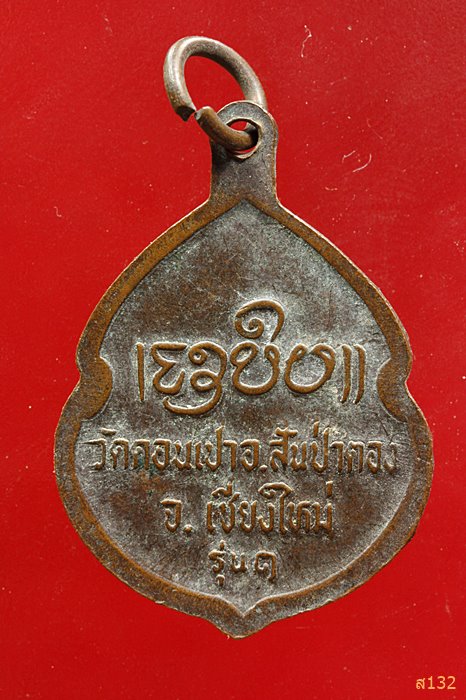 วัดดอนเปาอ.สันป่าตอง
จ. เชียงใหม่
รุ่น ๓
ส132